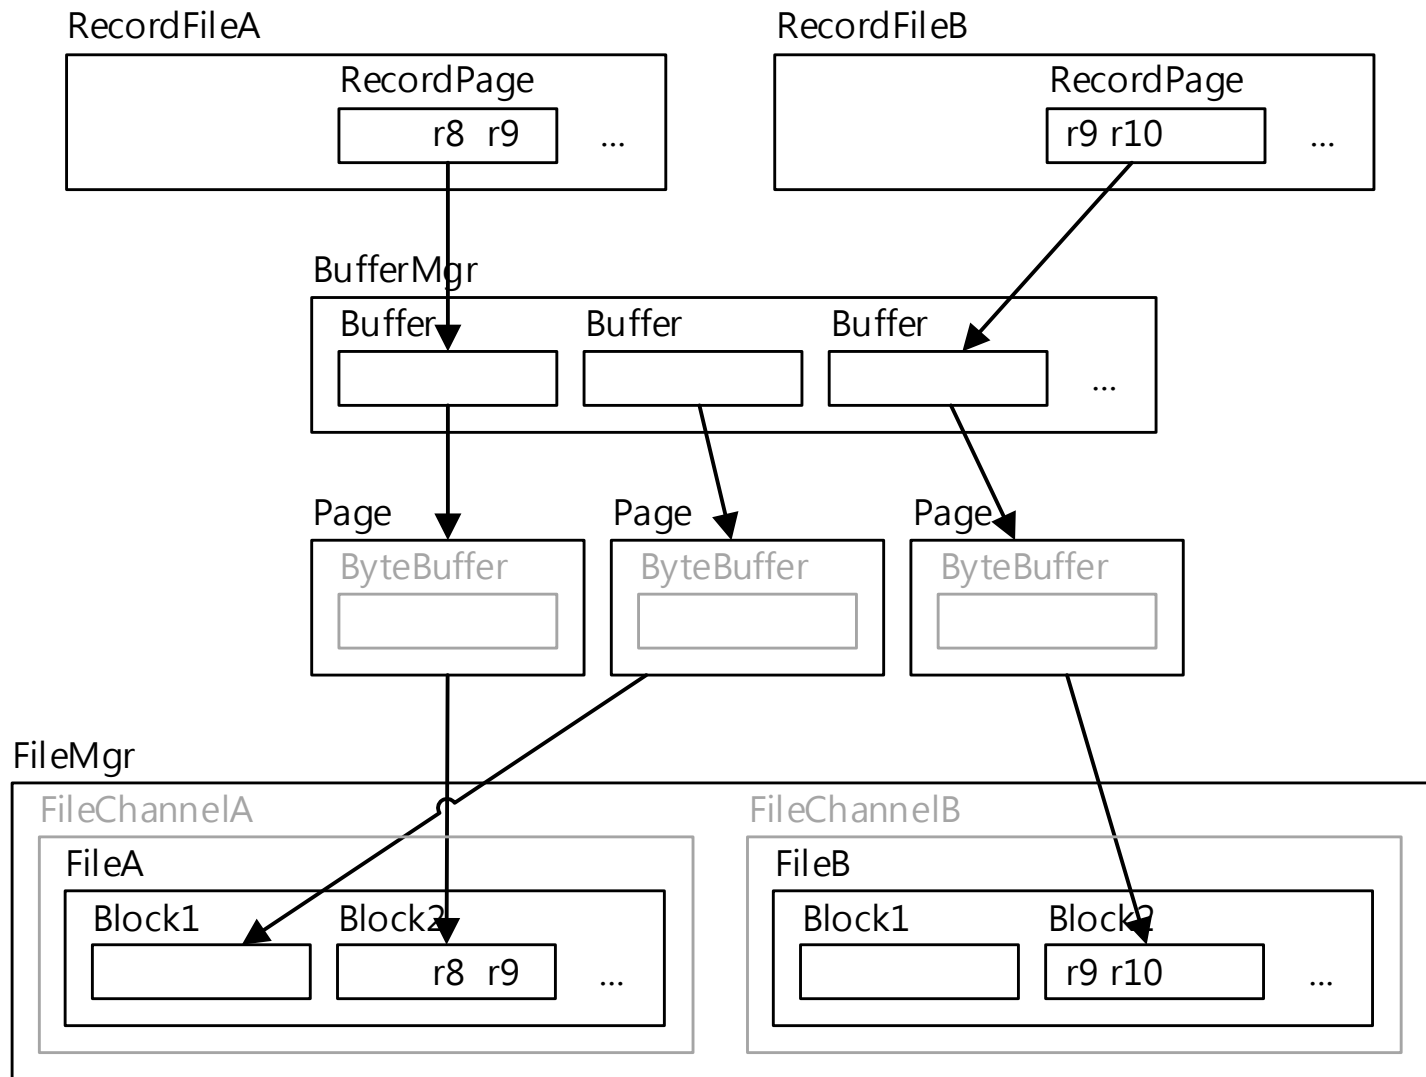 RecordFileA RecordFileB
RecordPage RecordPage
r8 r9 ... r9 r10 ...
BufferMgr
Buffer Buffer Buffer
...
Page Page Page
ByteBuffer ByteBuffer ByteBuffer
FileMgr
FileChannelA FileChannelB
FileA FileB
Block1 Block2 Block1 Block2
r8 r9 ... r9 r10 ...